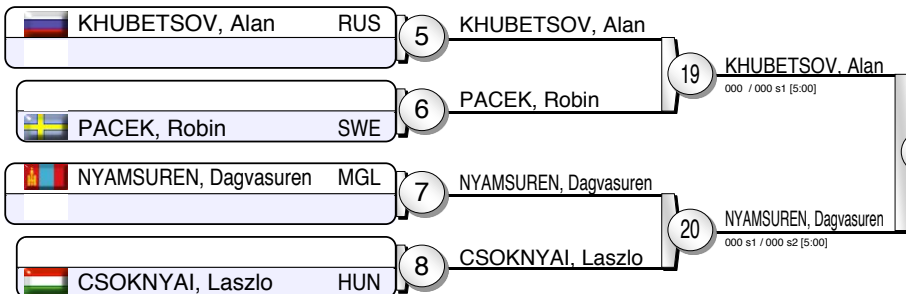 KHUBETSOV, Alan RUS
5
KHUBETSOV, Alan
19
KHUBETSOV, Alan
000 / 000 s1 [5:00]
6
PACEK, Robin
PACEK, Robin SWE
NYAMSUREN, Dagvasuren MGL
7
NYAMSUREN, Dagvasuren
20
NYAMSUREN, Dagvasuren
000 s1 / 000 s2 [5:00]
8
CSOKNYAI, Laszlo
CSOKNYAI, Laszlo HUN